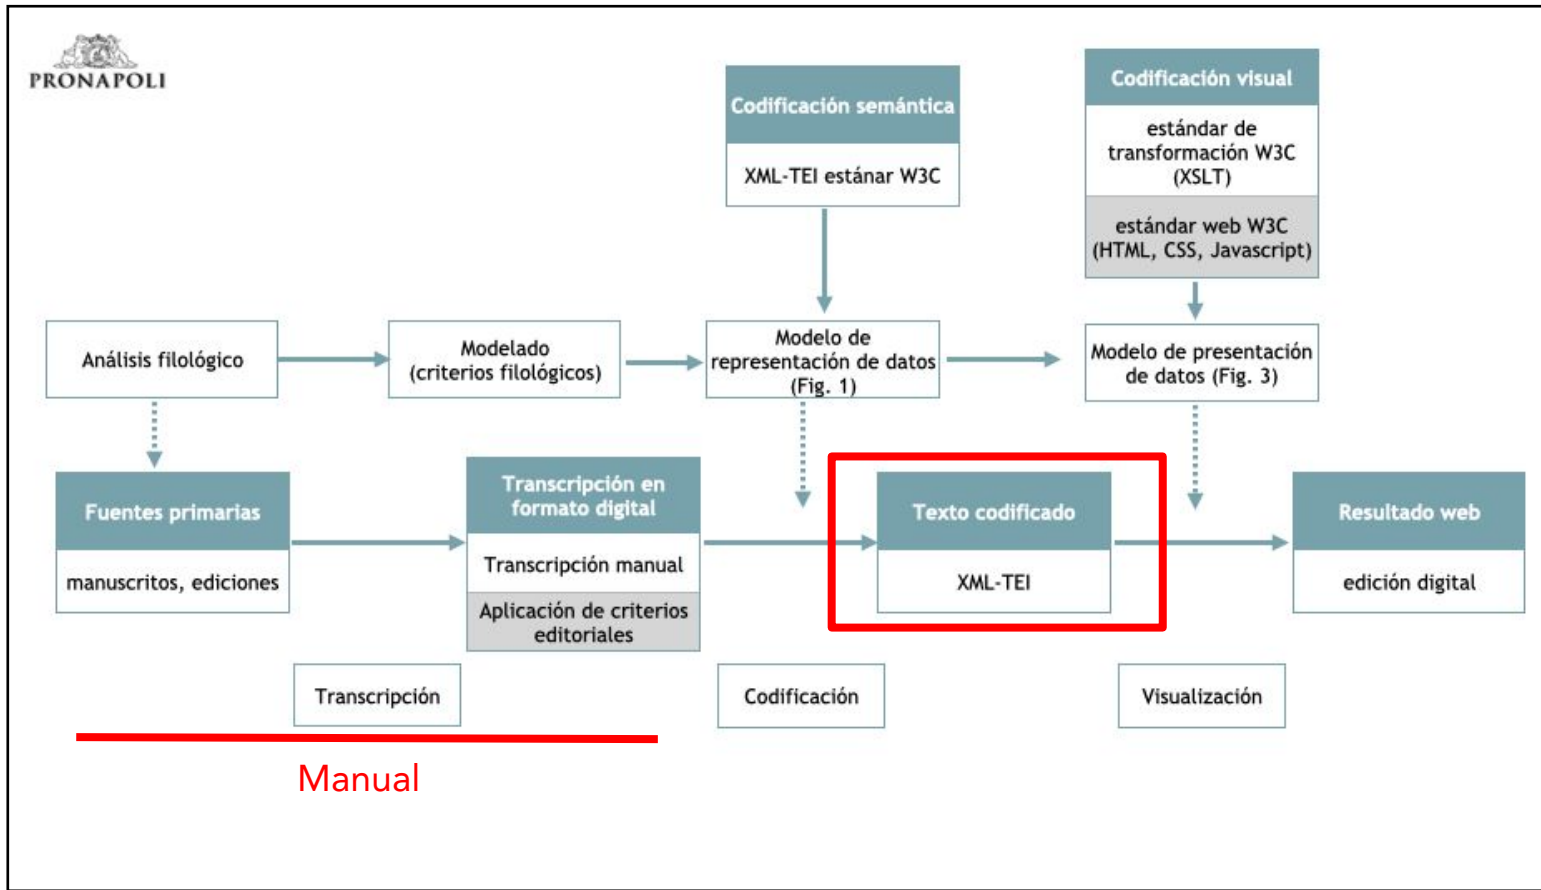 PRONAPOLI
Codificación semántica
XML-TEI estánar W3C
Codificación visual
estándar de
transformación W3C
(XSLT)
estándar web W3C
(HTML, CSS, Javascript)
Análisis filológico
Modelado
(criterios filológicos)
Modelo de
representación de datos
(Fig. 1)
Modelo de presentación
de datos (Fig. 3)
Fuentes primarias
manuscritos, ediciones
Transcripción en
formato digital
Transcripción manual
Aplicación de criterios
editoriales
Texto codificado
XML-TEI
Resultado web
edición digital
Transcripción
Codificación
Visualización
Manual